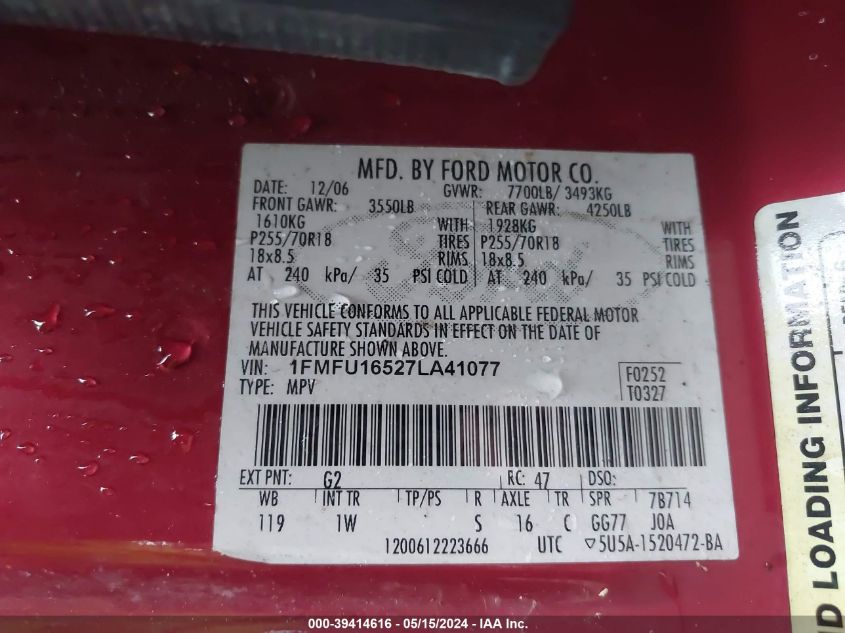 MFD. BY FORD MOTOR CO.
DATE: 12/06 GVWR: 7700LB/ 3493KG
FRONT GAWR: 3550LB REAR GAWR: 4250LB
1610KG WITH 1928KG WITH
P255/70R18 TIRES P255/70R18 TIRES
18x8.5 RIMS 18x8.5 RIMS
AT 240 kPa/ 35 PSI COLD AT 240 kPa/ 35 PSI COLD
THIS VEHICLE CONFORMS TO ALL APPLICABLE FEDERAL MOTOR
VEHICLE SAFETY STANDARDS IN EFFECT ON THE DATE OF
MANUFACTURE SHOWN ABOVE.
VIN: 1FMFU16527LA41077
TYPE: MPV
F0252
T0327
EXT PNT: G2 RC: 47 DSO:
WB INT TR TP/PS R AXLE TR SPR 7B714
119 1W S 16 C GG77 JOA
1200612223666 UTC ▽5U5A-1520472-BA
D LOADING INFORMATION
000-39414616 - 05/15/2024 - IAA Inc.